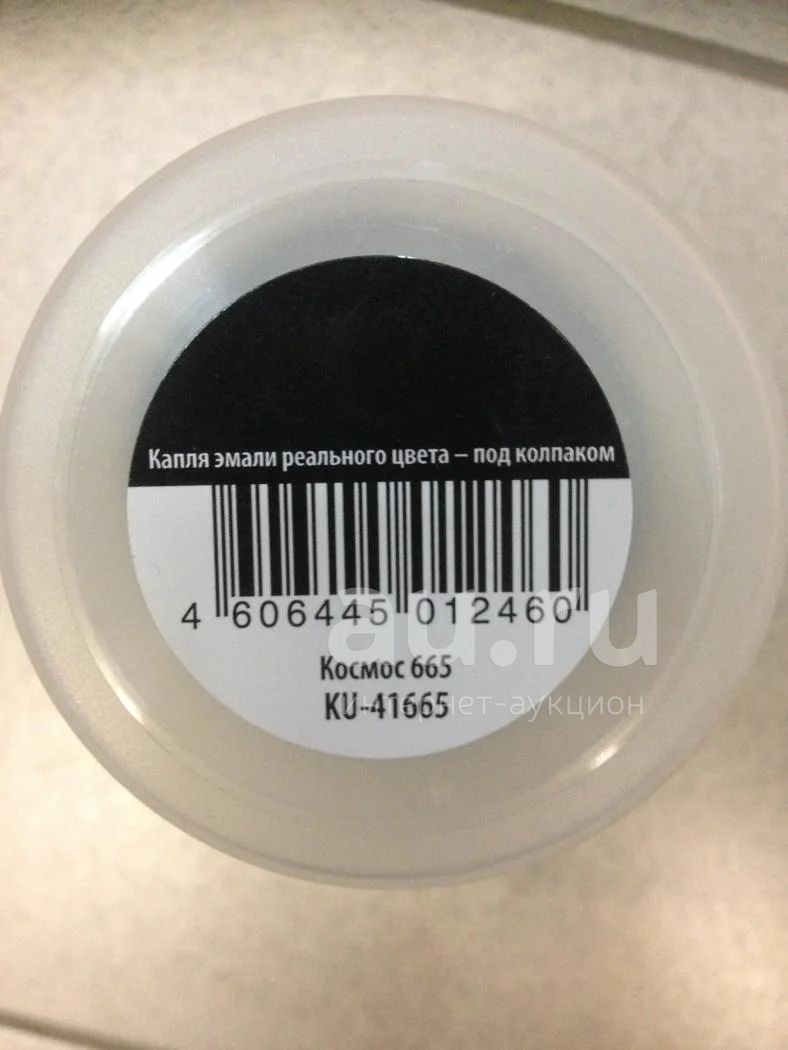 Капля эмали реального цвета – под колпаком
4 606445 012460
au.ru
Космос 665
KU-41665
интернет-аукцион